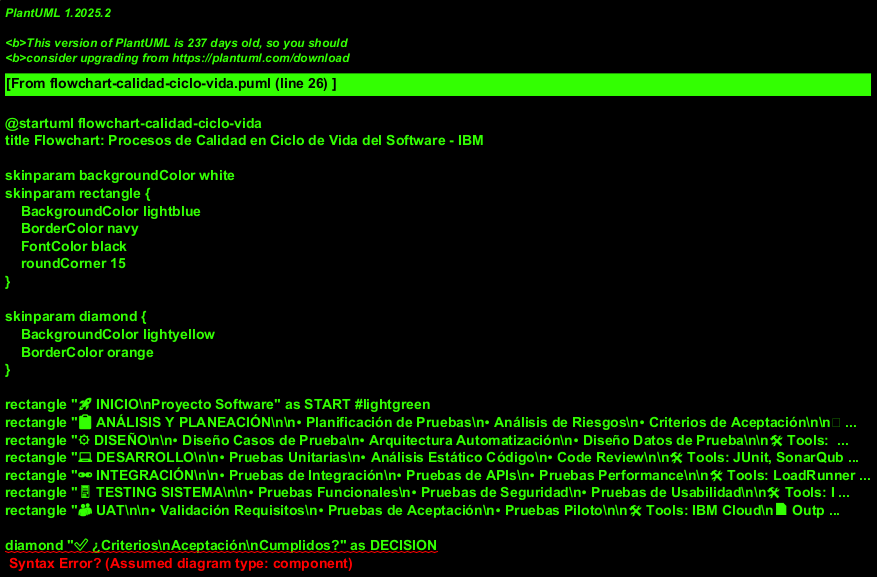 PlantUML 1.2025.2
<b>This version of PlantUML is 237 days old, so you should
<b>consider upgrading from https://plantuml.com/download
[From flowchart-calidad-ciclo-vida.puml (line 26) ]
@startuml flowchart-calidad-ciclo-vida
title Flowchart: Procesos de Calidad en Ciclo de Vida del Software - IBM
skinparam backgroundColor white
skinparam rectangle {
BackgroundColor lightblue
BorderColor navy
FontColor black
roundCorner 15
}
skinparam diamond {
BackgroundColor lightyellow
BorderColor orange
}
rectangle "🚀 INICIO\nProyecto Software" as START #lightgreen
rectangle "📋 ANÁLISIS Y PLANEACIÓN\n\n• Planificación de Pruebas\n• Análisis de Riesgos\n• Criterios de Aceptación\n\n□ ...
rectangle "⚙ DISEÑO\n\n• Diseño Casos de Prueba\n• Arquitectura Automatización\n• Diseño Datos de Prueba\n\n🛠 Tools: ...
rectangle "💻 DESARROLLO\n\n• Pruebas Unitarias\n• Análisis Estático Código\n• Code Review\n\n🛠 Tools: JUnit, SonarQub ...
rectangle "🔗 INTEGRACIÓN\n\n• Pruebas de Integración\n• Pruebas de APIs\n• Pruebas Performance\n\n🛠 Tools: LoadRunner ...
rectangle "🖥 TESTING SISTEMA\n\n• Pruebas Funcionales\n• Pruebas de Seguridad\n• Pruebas de Usabilidad\n\n🛠 Tools: I ...
rectangle "👥 UAT\n\n• Validación Requisitos\n• Pruebas de Aceptación\n• Pruebas Piloto\n\n🛠 Tools: IBM Cloud\n📄 Outp ...
diamond "✅ ¿Criterios\nAceptación\nCumplidos?" as DECISION
Syntax Error? (Assumed diagram type: component)